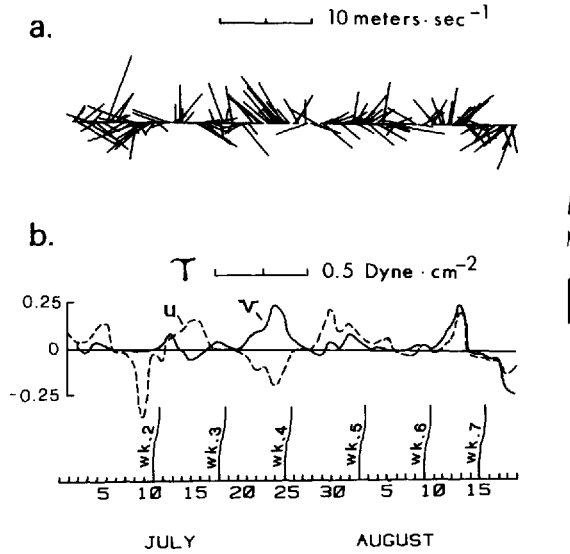 a.
10 meters·sec⁻¹
b.
T 0.5 Dyne·cm⁻²
0.25
0
-0.25
u
v
wk.2
wk.3
wk.4
wk.5
wk.6
wk.7
5 10 15 20 25 30 5 10 15
JULY AUGUST